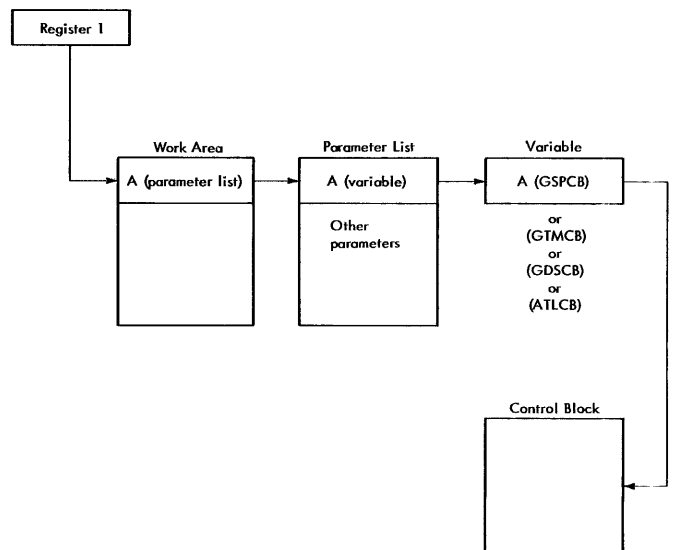 Register 1
Work Area
Parameter List
Variable
A (parameter list)
A (variable)
A (GSPCB)
Other
parameters
or
(GTMCB)
or
(GDSCB)
or
(ATLCB)
Control Block